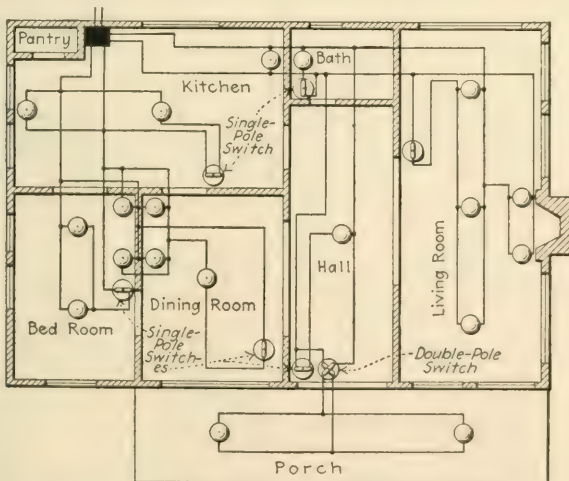 Pantry
Kitchen
Bath
Single-
Pole
Switch
Living Room
Hall
Bed Room
Dining Room
Single-
Pole
Switch-
es
Double-Pole
Switch
Porch